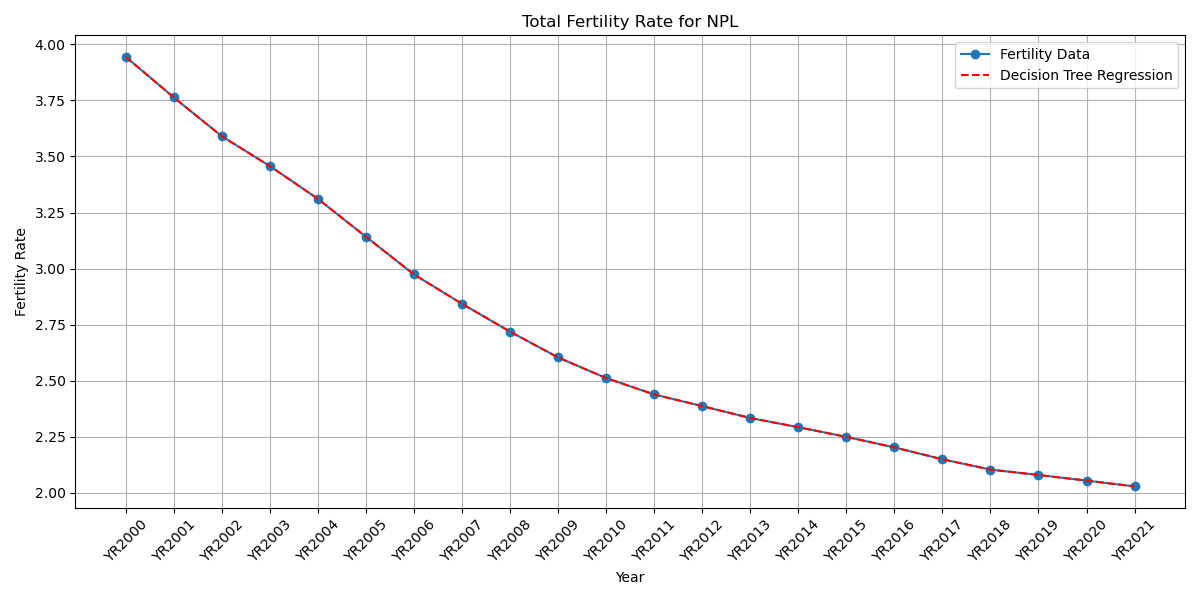 Total Fertility Rate for NPL
Fertility Data
Decision Tree Regression
4.00
3.75
3.50
3.25
3.00
2.75
2.50
2.25
2.00
Fertility Rate
YR2000
YR2001
YR2002
YR2003
YR2004
YR2005
YR2006
YR2007
YR2008
YR2009
YR2010
YR2011
YR2012
YR2013
YR2014
YR2015
YR2016
YR2017
YR2018
YR2019
YR2020
YR2021
Year